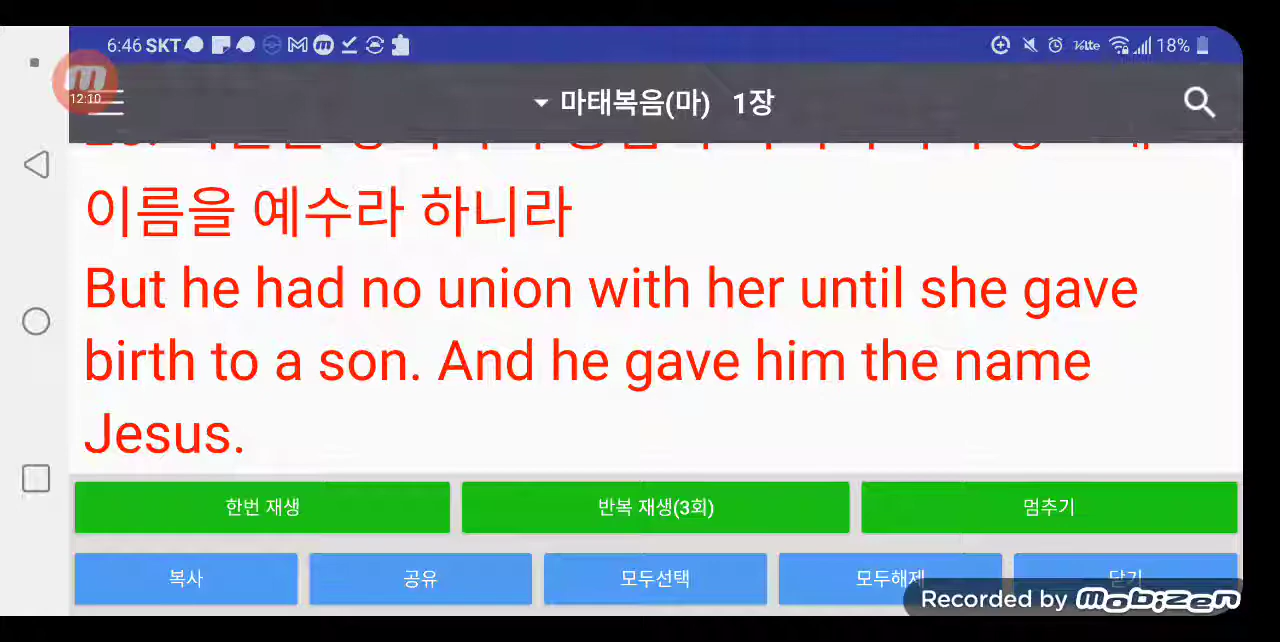 6:46 SKT
18%
12:10
마태복음(마) 1장
이름을 예수라 하니라
But he had no union with her until she gave
birth to a son. And he gave him the name
Jesus.
한번 재생
반복 재생(3회)
멈추기
복사
공유
모두선택
모두해제
닫기
Recorded by mobizen